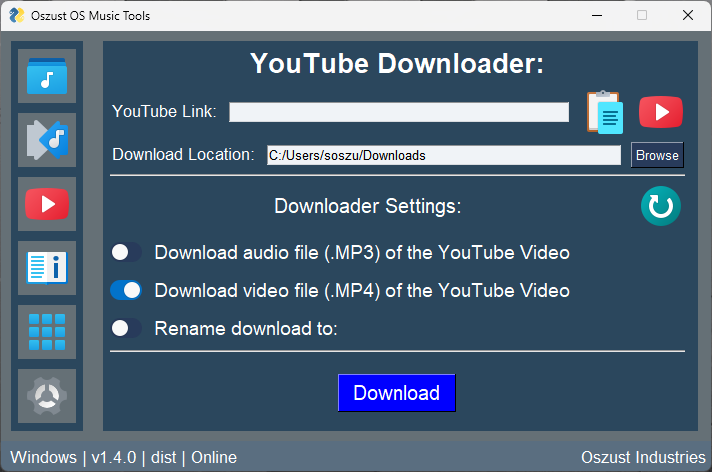 Oszust OS Music Tools
YouTube Downloader:
YouTube Link:
Download Location: C:/Users/soszu/Downloads Browse
Downloader Settings:
Download audio file (.MP3) of the YouTube Video
Download video file (.MP4) of the YouTube Video
Rename download to:
Download
Windows | v1.4.0 | dist | Online Oszust Industries